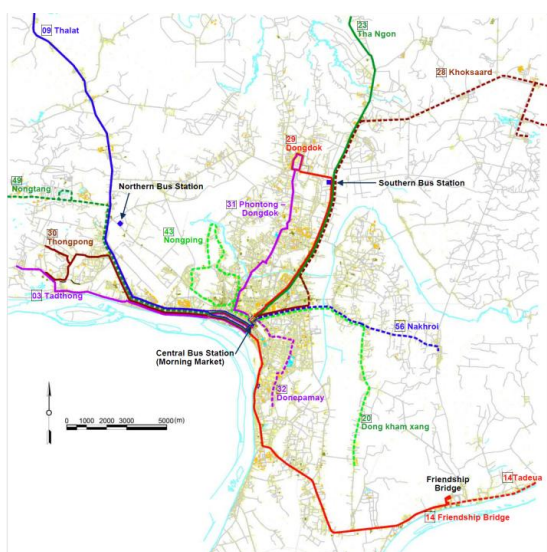 23
Tha Ngon
09 Thalat
28 Khoksaard
29
Dongdok
49
Nongtang
Northern Bus Station
Southern Bus Station
31 Phontong -
Dongdok
43
Nongping
30
Thongpong
03 Tadthong
56 Nakhroi
Central Bus Station
(Morning Market)
32
Donepamay
20
Dong kham xang
0 1000 2000 3000 5000(m)
Friendship
Bridge
14 Tadeua
14 Friendship Bridge